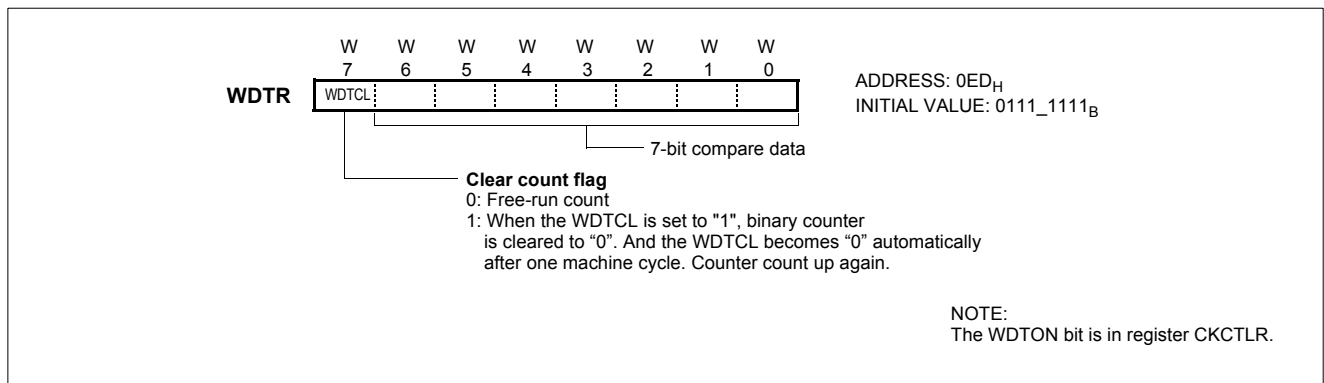 W W W W W W W W
7 6 5 4 3 2 1 0
WDTR WDTCL
ADDRESS: 0EDH
INITIAL VALUE: 0111_1111B
7-bit compare data
Clear count flag
0: Free-run count
1: When the WDTCL is set to "1", binary counter
is cleared to “0”. And the WDTCL becomes “0” automatically
after one machine cycle. Counter count up again.
NOTE:
The WDTON bit is in register CKCTLR.